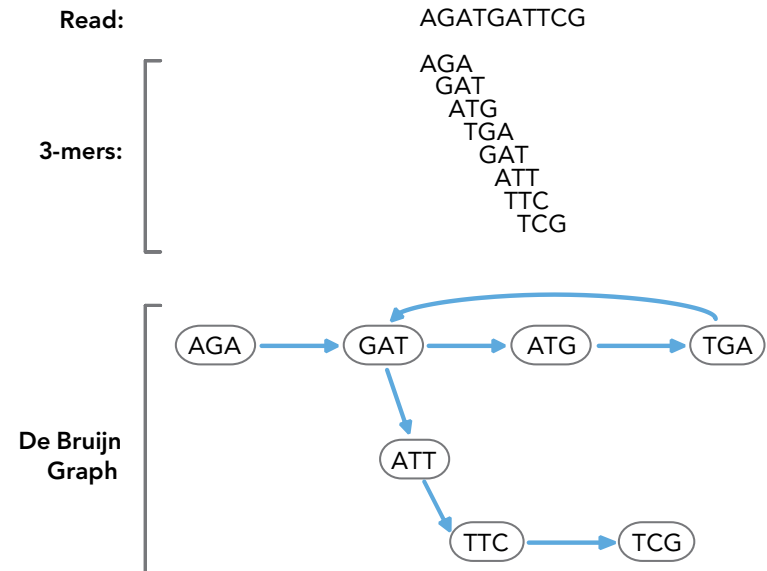 Read:
AGATGATTCG
3-mers:
AGA
GAT
ATG
TGA
GAT
ATT
TTC
TCG
De Bruijn
Graph
AGA
GAT
ATG
TGA
ATT
TTC
TCG